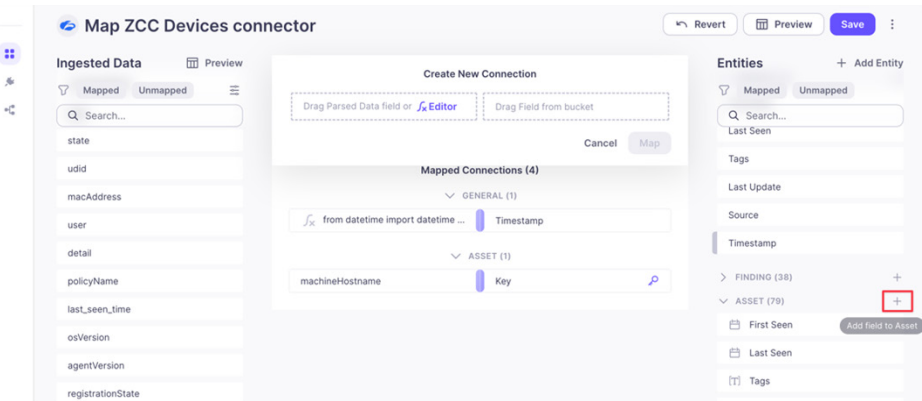 Map ZCC Devices connector
Revert
Preview
Save
Ingested Data
Preview
Mapped
Unmapped
Search...
state
udid
macAddress
user
detail
policyName
last_seen_time
osVersion
agentVersion
registrationState
Create New Connection
Drag Parsed Data field or fx Editor
Drag Field from bucket
Cancel
Map
Mapped Connections (4)
GENERAL (1)
fx from datetime import datetime ...
Timestamp
ASSET (1)
machineHostname
Key
Entities
+ Add Entity
Mapped
Unmapped
Search...
Last Seen
Tags
Last Update
Source
Timestamp
FINDING (38) +
ASSET (79) +
First Seen
Add field to Asset
Last Seen
[T] Tags